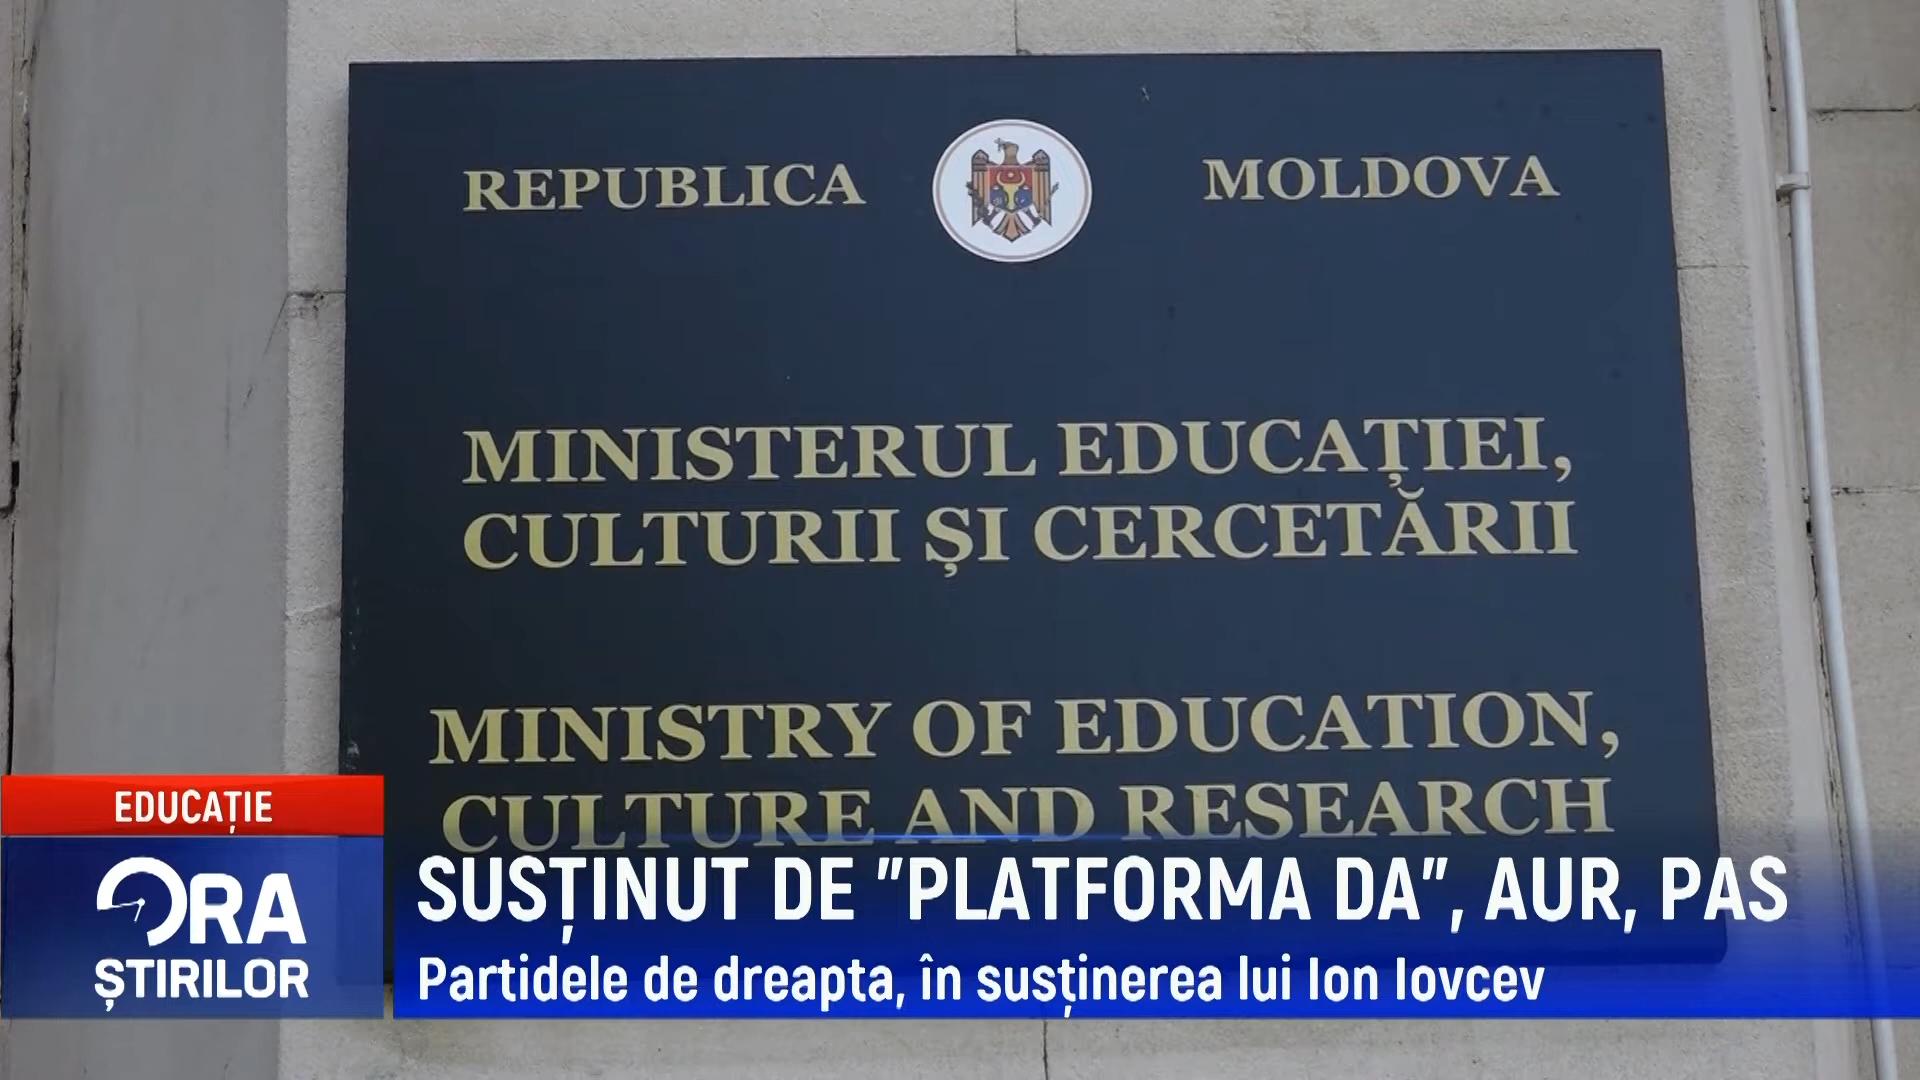 REPUBLICA MOLDOVA
MINISTERUL EDUCAȚIEI,
CULTURII ȘI CERCETĂRII
MINISTRY OF EDUCATION,
CULTURE AND RESEARCH
EDUCAȚIE
ORA
ȘTIRILOR
SUSȚINUT DE ”PLATFORMA DA”, AUR, PAS
Partidele de dreapta, în susținerea lui Ion Iovcev